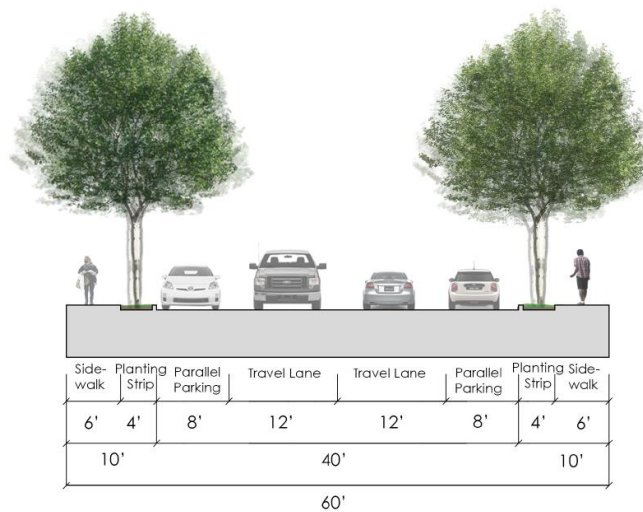 Side- Planting Parallel Travel Lane Travel Lane Parallel Planting Side-
walk Strip Parking Parking Strip walk
6’ 4’ 8’ 12’ 12’ 8’ 4’ 6’
10’ 40’ 10’
60’